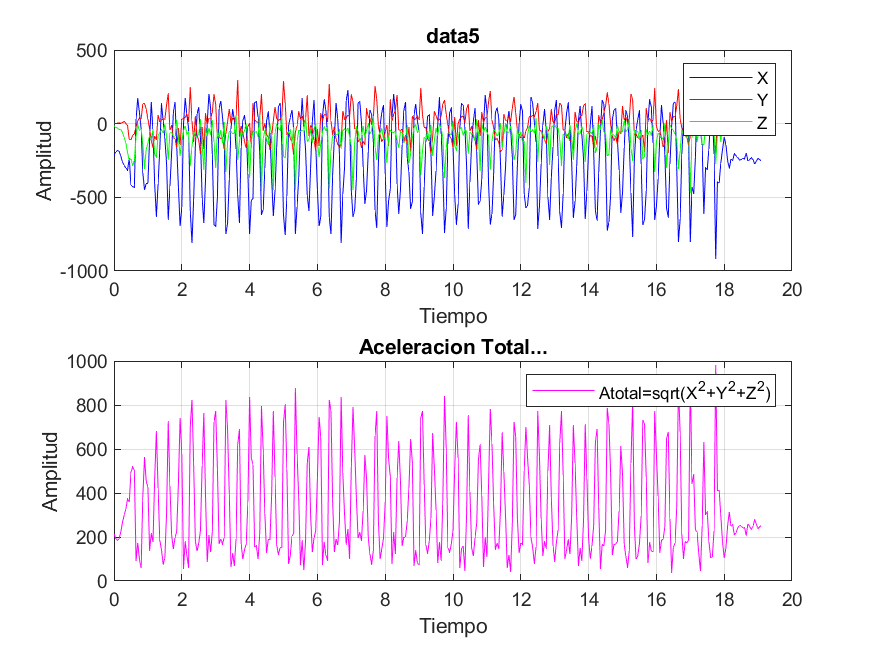 data5
500
0
-500
-1000
Amplitud
X
Y
Z
0 2 4 6 8 10 12 14 16 18 20
Tiempo
Aceleracion Total...
1000
800
600
400
200
0
Amplitud
Atotal=sqrt(X²+Y²+Z²)
0 2 4 6 8 10 12 14 16 18 20
Tiempo